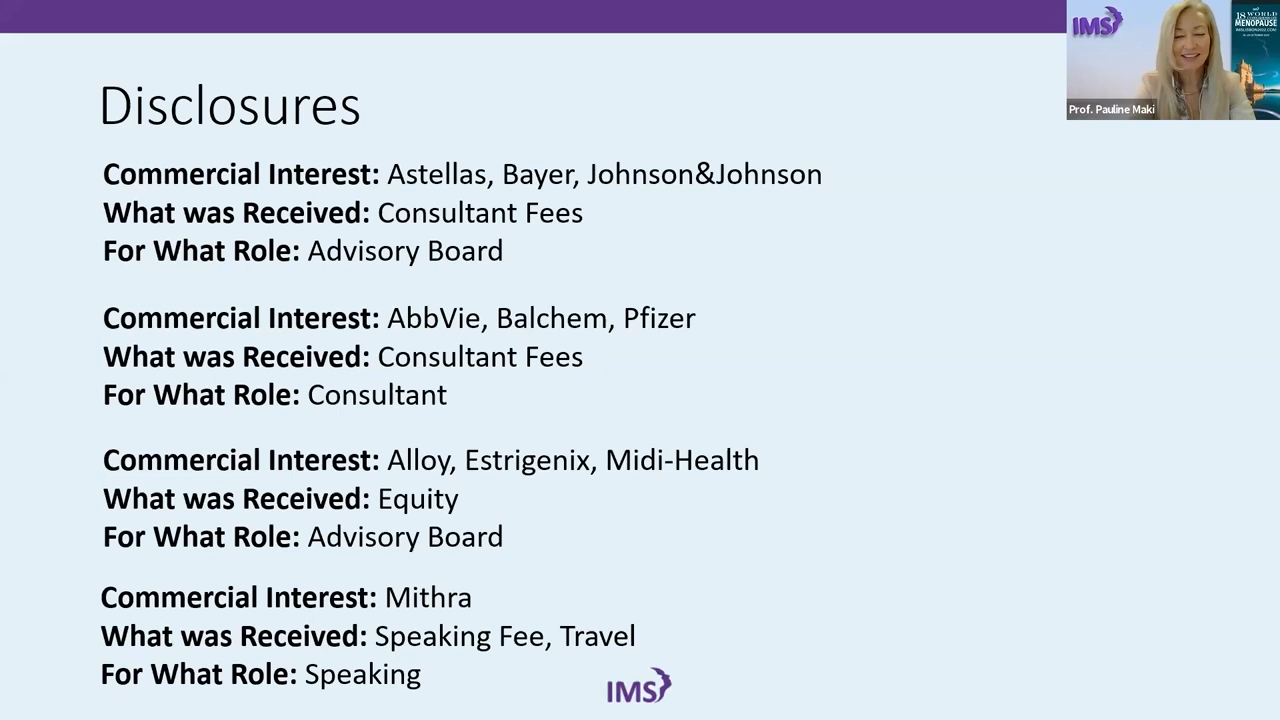 Disclosures
Commercial Interest: Astellas, Bayer, Johnson&Johnson
What was Received: Consultant Fees
For What Role: Advisory Board
Commercial Interest: AbbVie, Balchem, Pfizer
What was Received: Consultant Fees
For What Role: Consultant
Commercial Interest: Alloy, Estrigenix, Midi-Health
What was Received: Equity
For What Role: Advisory Board
Commercial Interest: Mithra
What was Received: Speaking Fee, Travel
For What Role: Speaking
IMS
IMS
18 WORLD
MENOPAUSE
Prof. Pauline Maki